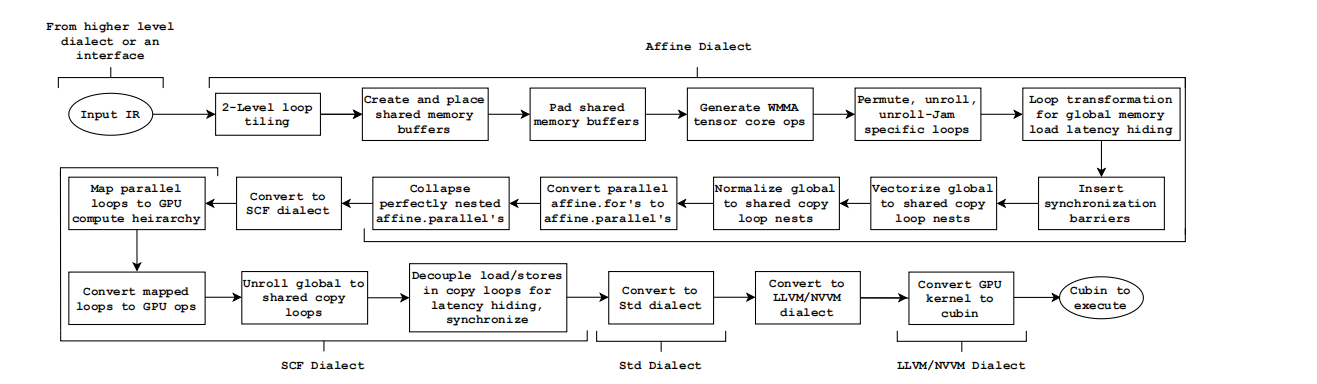 From higher level
dialect or an
interface
Affine Dialect
Input IR
2-Level loop
tiling
Create and place
shared memory
buffers
Pad shared
memory buffers
Generate WMMA
tensor core ops
Permute, unroll,
unroll-Jam
specific loops
Loop transformation
for global memory
load latency hiding
Insert
synchronization
barriers
Vectorize global
to shared copy
loop nests
Normalize global
to shared copy
loop nests
Convert parallel
affine.for's to
affine.parallel's
Collapse
perfectly nested
affine.parallel's
Convert to
SCF dialect
Map parallel
loops to GPU
compute heirarchy
Convert mapped
loops to GPU ops
Unroll global to
shared copy
loops
Decouple load/stores
in copy loops for
latency hiding,
synchronize
Convert to
Std dialect
Convert to
LLVM/NVVM
dialect
Convert GPU
kernel to
cubin
Cubin to
execute
SCF Dialect
Std Dialect
LLVM/NVVM Dialect